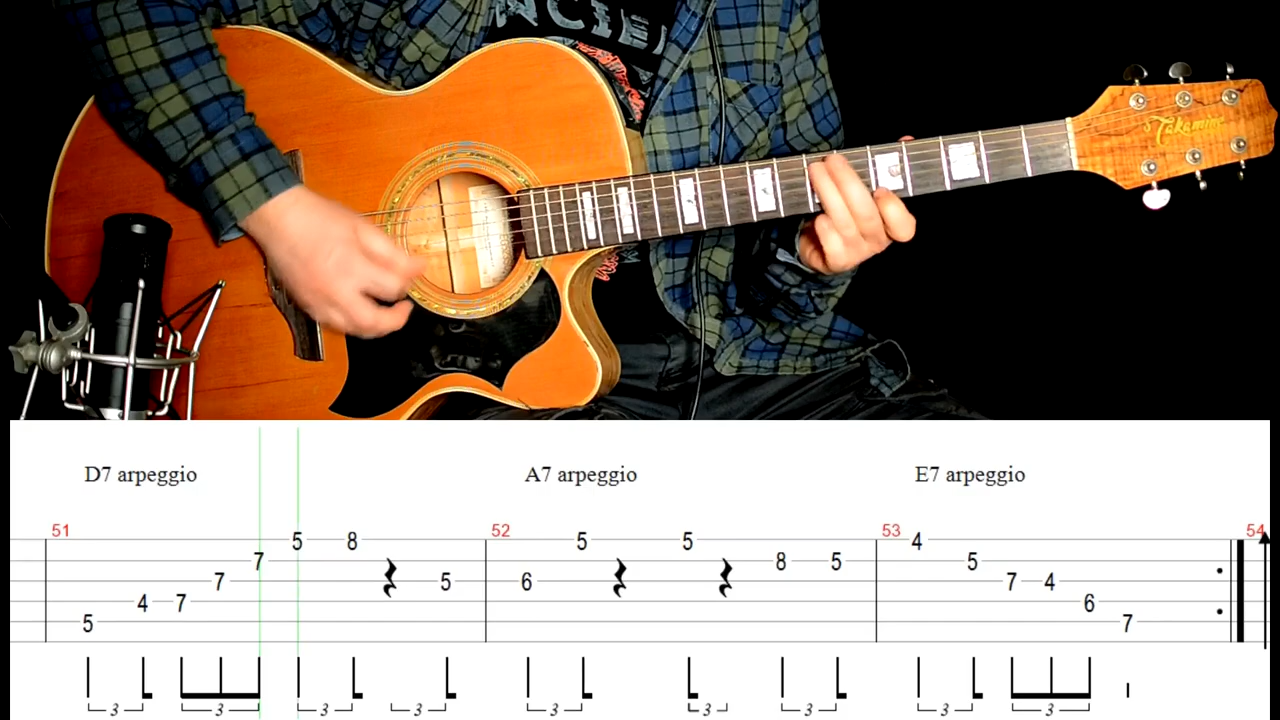 NCIE
Takamine
D7 arpeggio A7 arpeggio E7 arpeggio
51 52 53 54
5 8 5 5 4
7 8 5 5
7 5 6 7 4
4 7 6
5 7
3 3 3 3 3 3 3 3 3